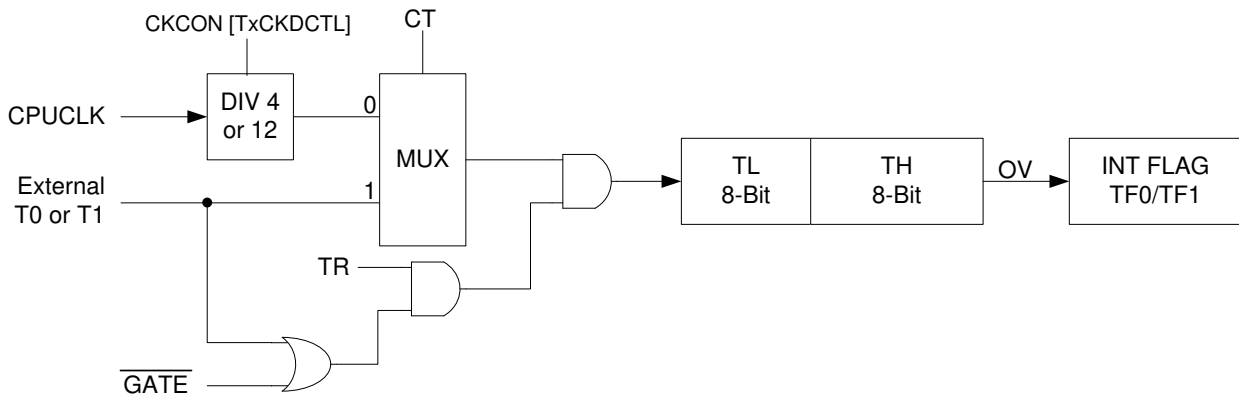 CKCON [TxCKDCTL]
CT
CPUCLK
DIV 4
or 12
0
MUX
External
T0 or T1
1
TL
8-Bit
TH
8-Bit
OV
INT FLAG
TF0/TF1
TR
GATE